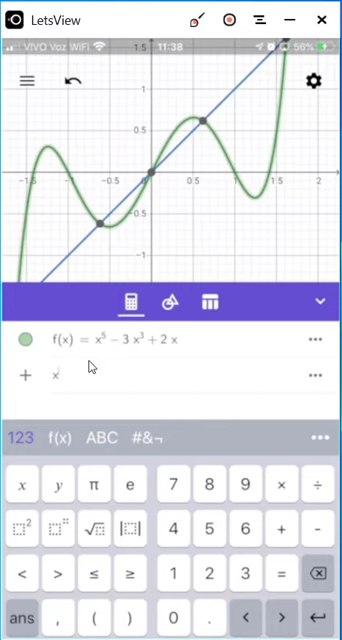 LetsView
VIVO Voz WiFi 11:38 56%
1.5
1
0.5
−1.5 −1 −0.5 0 0.5 1 1.5 2
−0.5
−1
f(x) = x⁵ − 3 x³ + 2 x
+ x
123 f(x) ABC #&¬
x y π e 7 8 9 × ÷
² √ 4 5 6 + -
< > ≤ ≥ 1 2 3 =
ans , ( ) 0 . < >